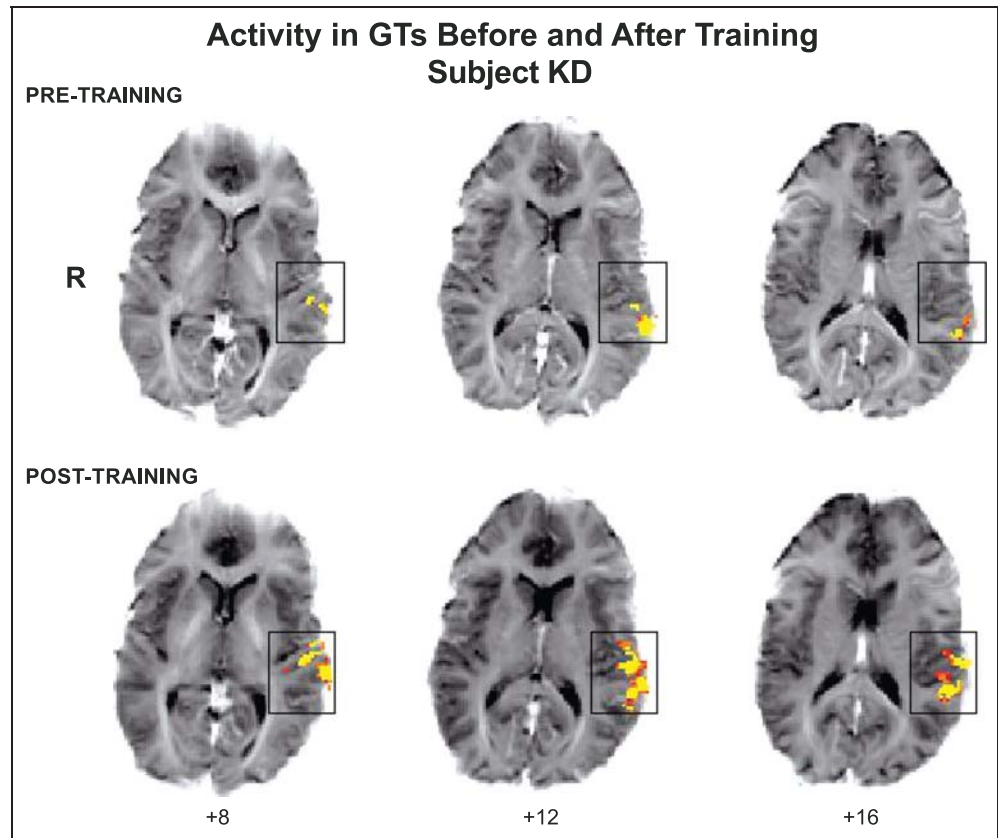 Activity in GTs Before and After Training
Subject KD
PRE-TRAINING
R
POST-TRAINING
+8 +12 +16